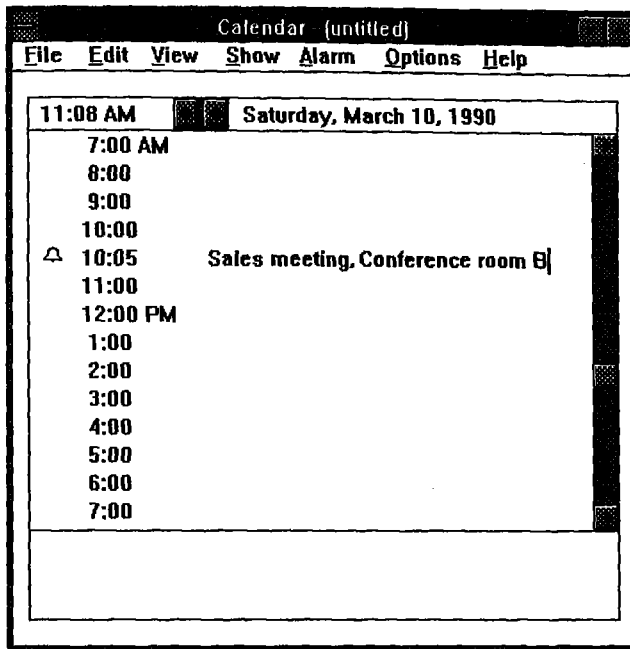 Calendar - (untitled)
File Edit View Show Alarm Options Help
11:08 AM Saturday, March 10, 1990
7:00 AM
8:00
9:00
10:00
10:05 Sales meeting, Conference room B
11:00
12:00 PM
1:00
2:00
3:00
4:00
5:00
6:00
7:00